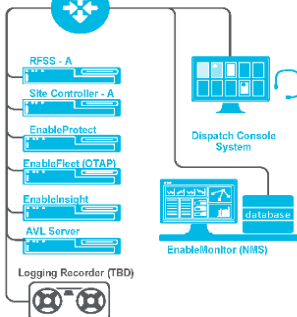 RFSS - A
Site Controller - A
EnableProtect
EnableFleet (OTAP)
EnableInsight
AVL Server
Logging Recorder (TBD)
Dispatch Console
System
database
EnableMonitor (NMS)